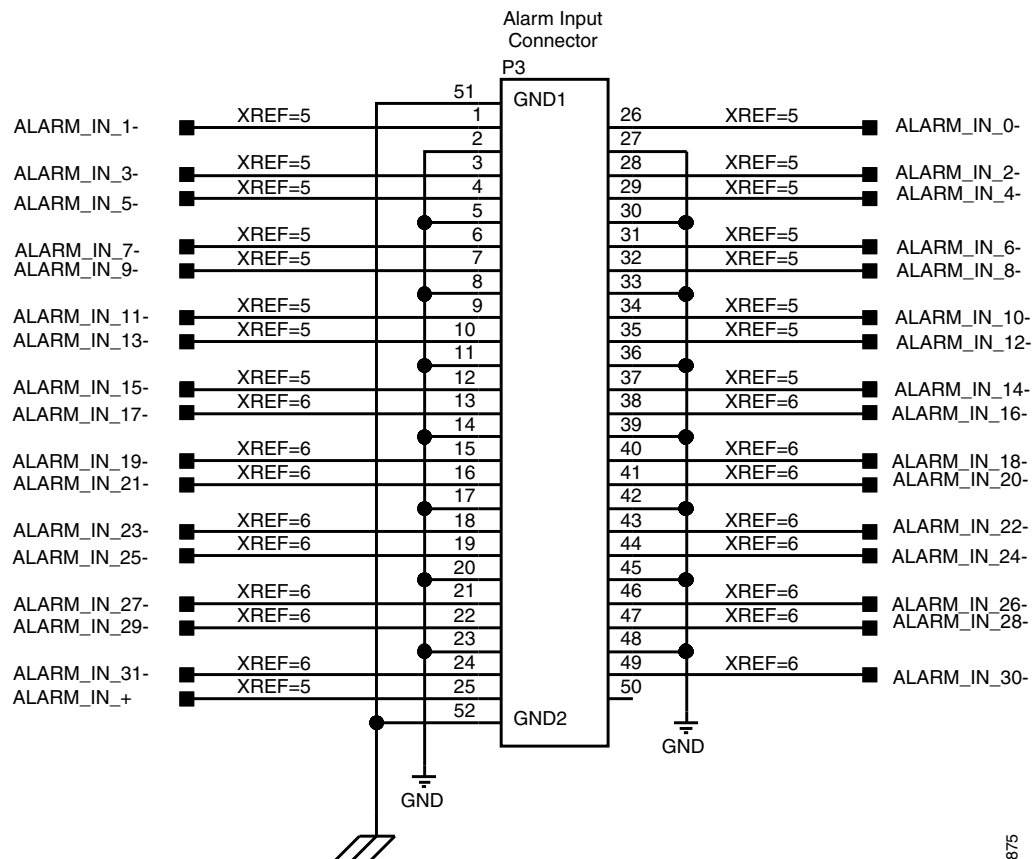 Alarm Input
Connector
P3
51 GND1
ALARM_IN_1- XREF=5 1 26 XREF=5 ALARM_IN_0-
2 27
ALARM_IN_3- XREF=5 3 28 XREF=5 ALARM_IN_2-
ALARM_IN_5- XREF=5 4 29 XREF=5 ALARM_IN_4-
5 30
ALARM_IN_7- XREF=5 6 31 XREF=5 ALARM_IN_6-
ALARM_IN_9- XREF=5 7 32 XREF=5 ALARM_IN_8-
8 33
ALARM_IN_11- XREF=5 9 34 XREF=5 ALARM_IN_10-
ALARM_IN_13- XREF=5 10 35 XREF=5 ALARM_IN_12-
11 36
ALARM_IN_15- XREF=5 12 37 XREF=5 ALARM_IN_14-
ALARM_IN_17- XREF=6 13 38 XREF=6 ALARM_IN_16-
14 39
ALARM_IN_19- XREF=6 15 40 XREF=6 ALARM_IN_18-
ALARM_IN_21- XREF=6 16 41 XREF=6 ALARM_IN_20-
17 42
ALARM_IN_23- XREF=6 18 43 XREF=6 ALARM_IN_22-
ALARM_IN_25- XREF=6 19 44 XREF=6 ALARM_IN_24-
20 45
ALARM_IN_27- XREF=6 21 46 XREF=6 ALARM_IN_26-
ALARM_IN_29- XREF=6 22 47 XREF=6 ALARM_IN_28-
23 48
ALARM_IN_31- XREF=6 24 49 XREF=6 ALARM_IN_30-
ALARM_IN_+ XREF=5 25 50
52 GND2
GND
GND
875